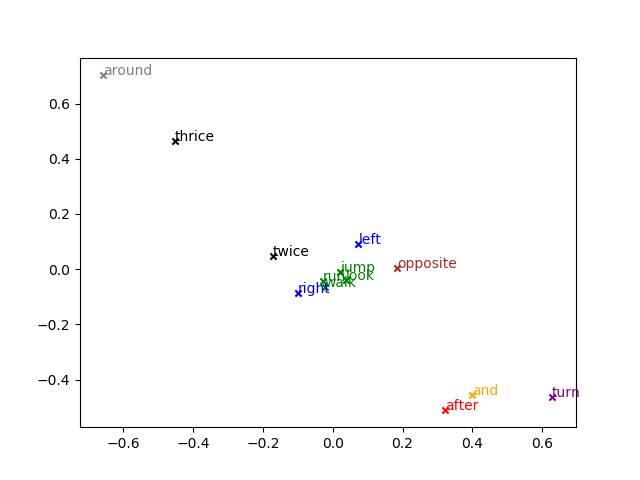 around
0.6
thrice
0.4
left
0.2
twice
opposite
jump
0.0
run
look
walk
right
−0.2
−0.4
and
turn
after
−0.6 −0.4 −0.2 0.0 0.2 0.4 0.6